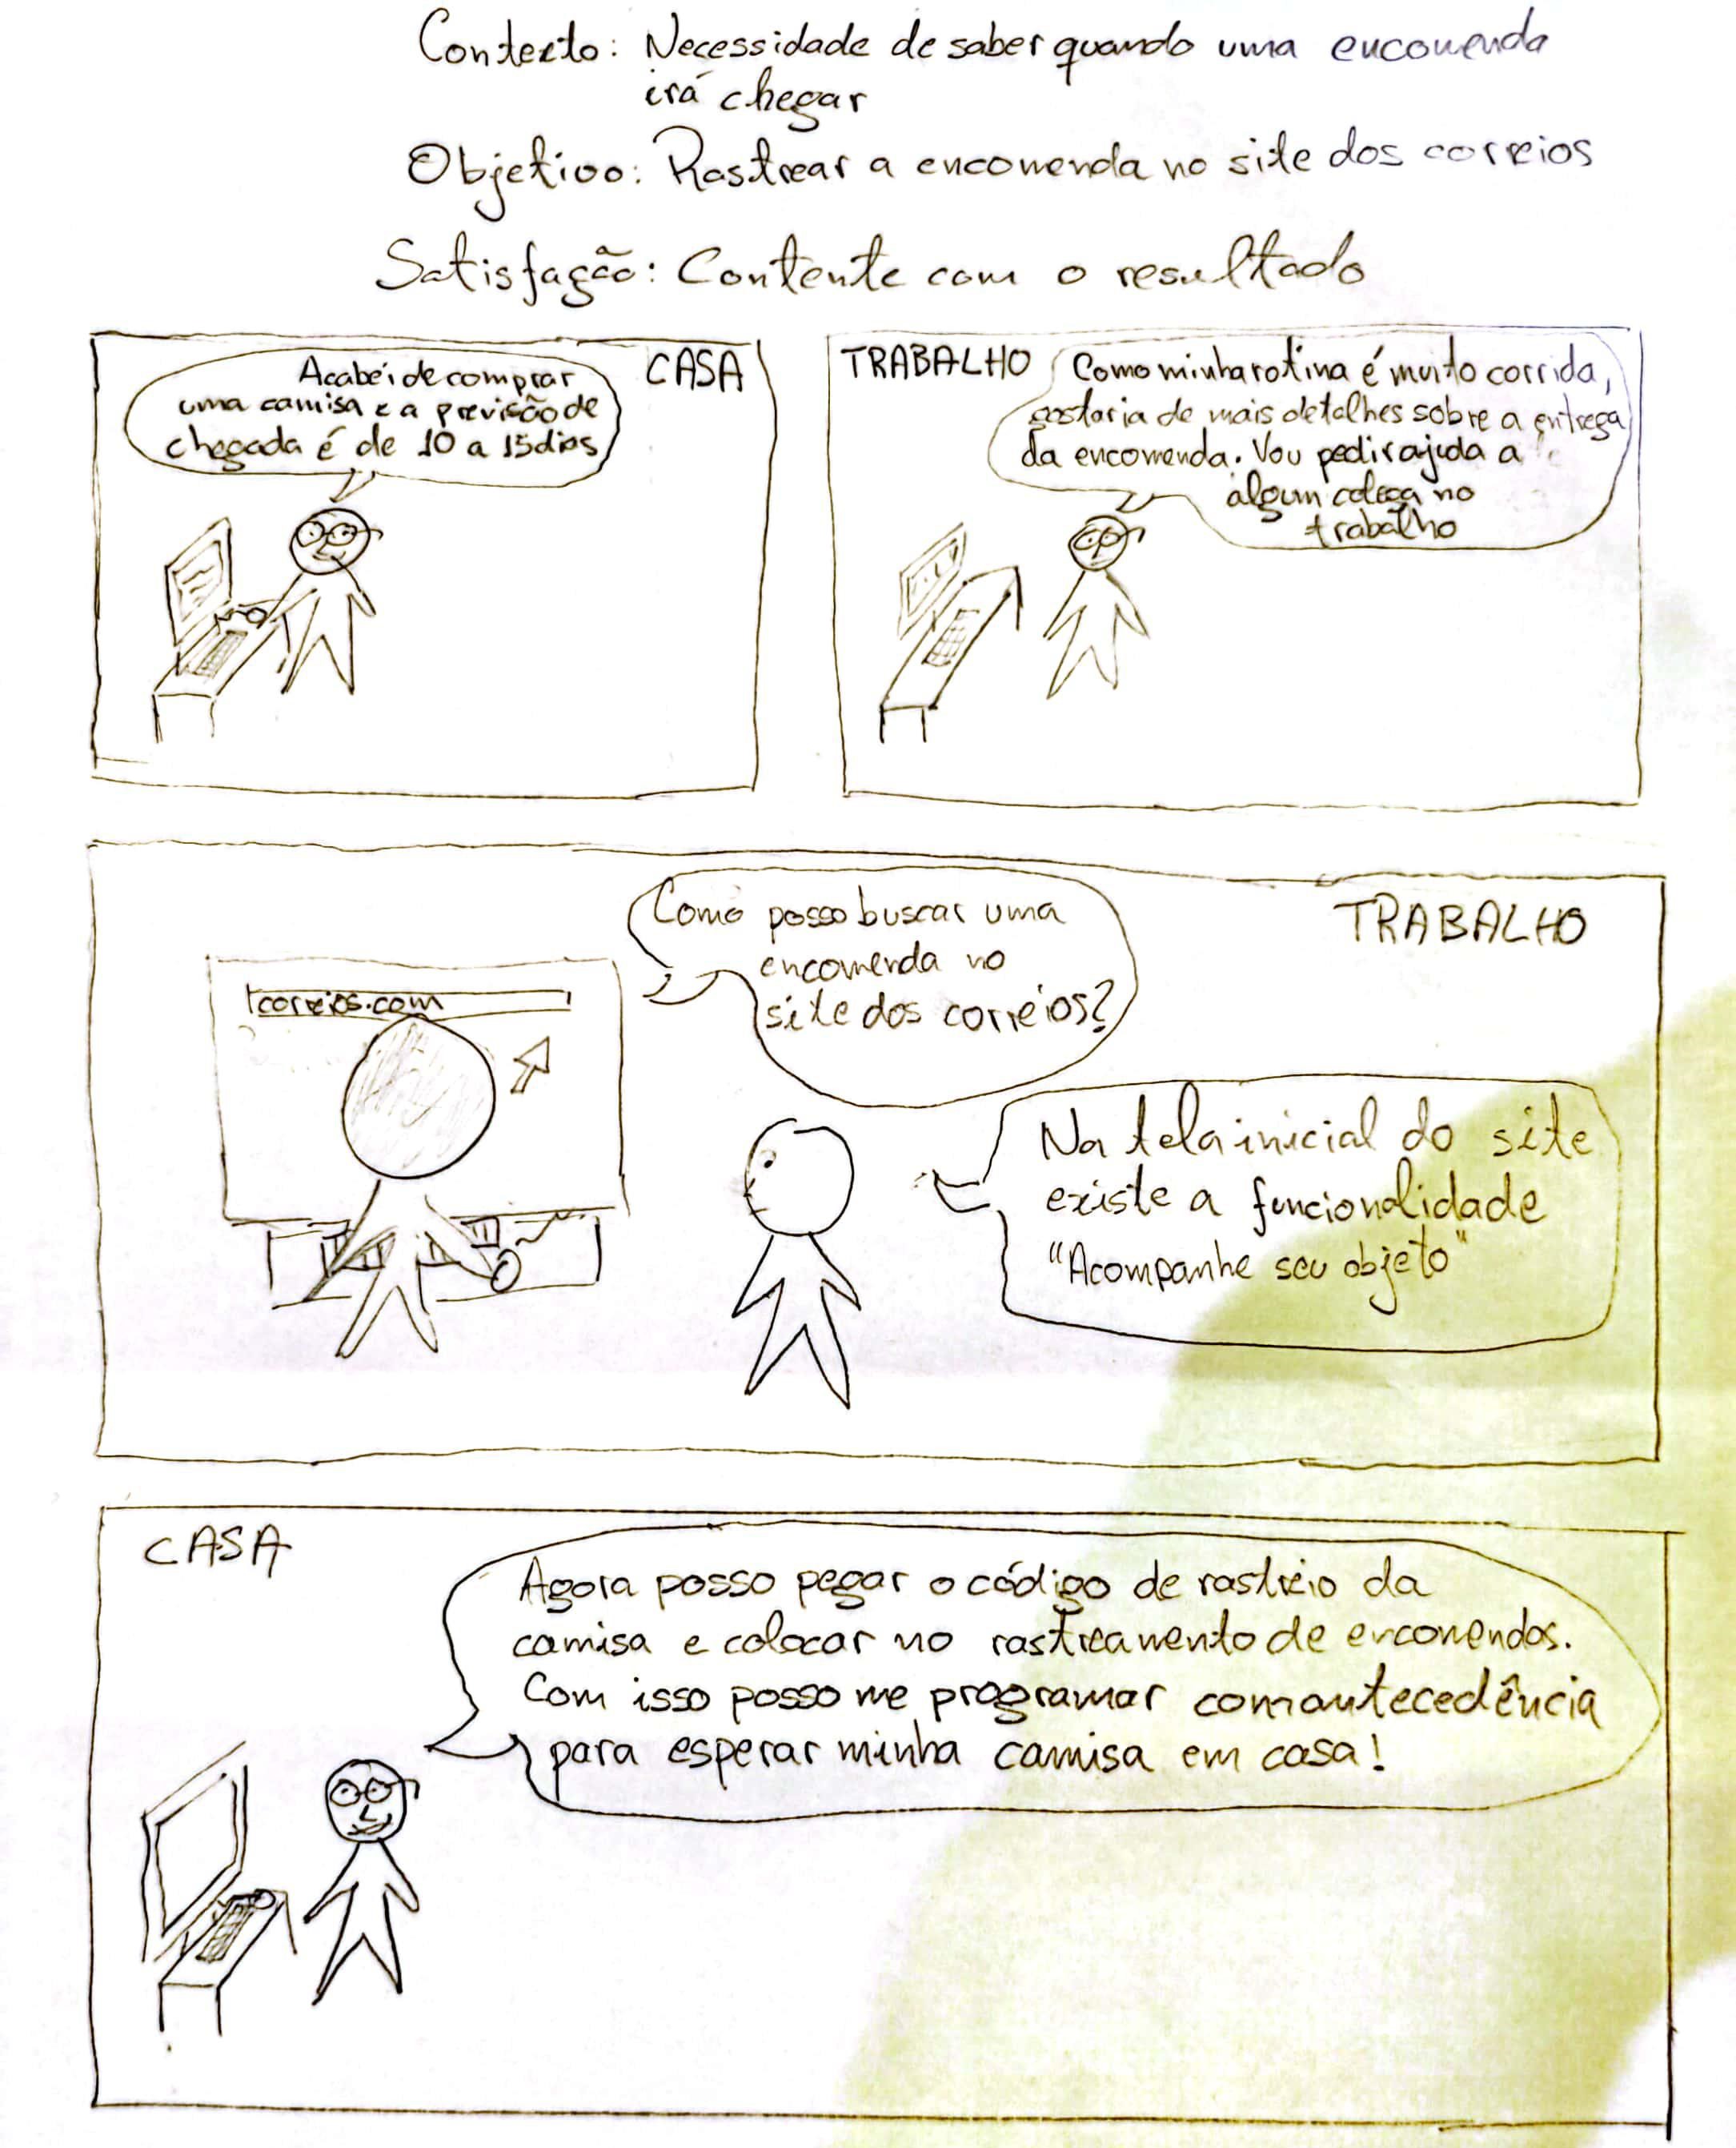 Contexto: Necessidade de saber quando uma encomenda
irá chegar
Objetivo: Rastrear a encomenda no site dos correios
Satisfação: Contente com o resultado
CASA
Acabei de comprar
uma camisa e a previsão de
chegada é de 10 a 15 dias
TRABALHO
Como minha rotina é muito corrida,
gostaria de mais detalhes sobre a entrega
da encomenda. Vou pedir ajuda a
algum colega no
trabalho
TRABALHO
correios.com
Como posso buscar uma
encomenda no
site dos correios?
Na tela inicial do site
existe a funcionalidade
"Acompanhe seu objeto"
CASA
Agora posso pegar o código de rastreio da
camisa e colocar no rastreamento de encomendas.
Com isso posso me programar com antecedência
para esperar minha camisa em casa!